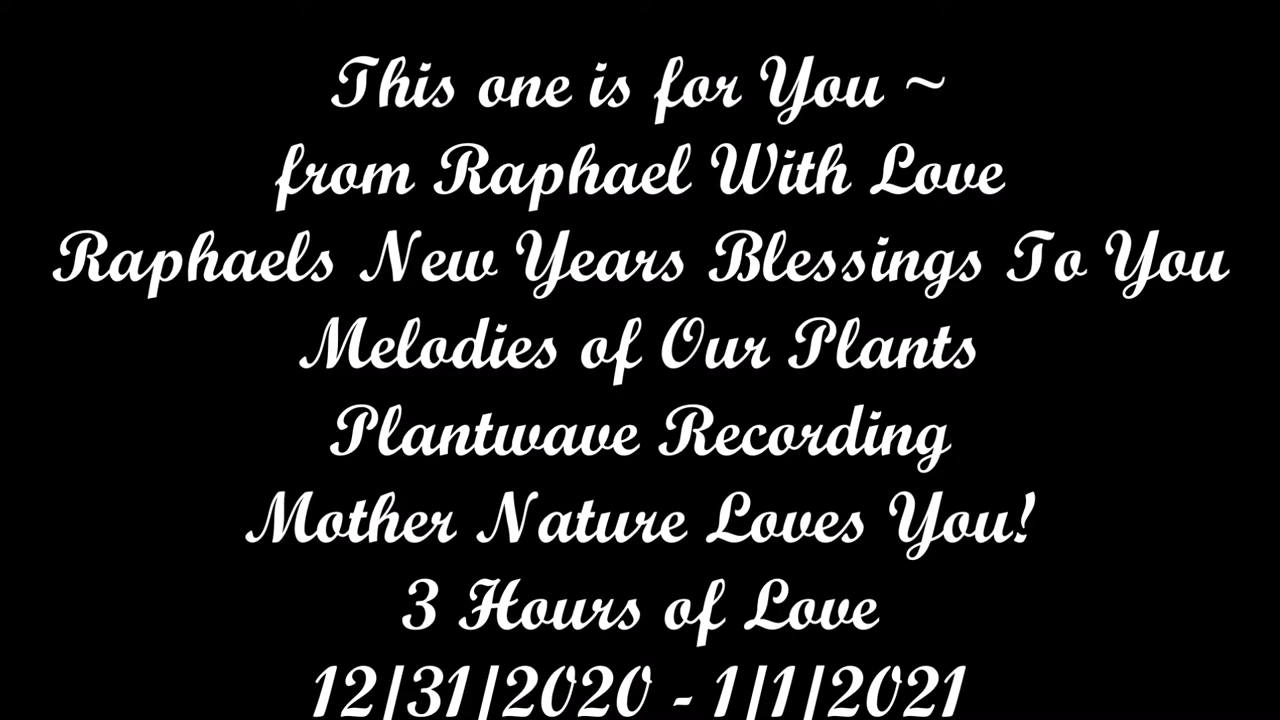 This one is for You ~
from Raphael With Love
Raphaels New Years Blessings To You
Melodies of Our Plants
Plantwave Recording
Mother Nature Loves You!
3 Hours of Love
12/31/2020 - 1/1/2021